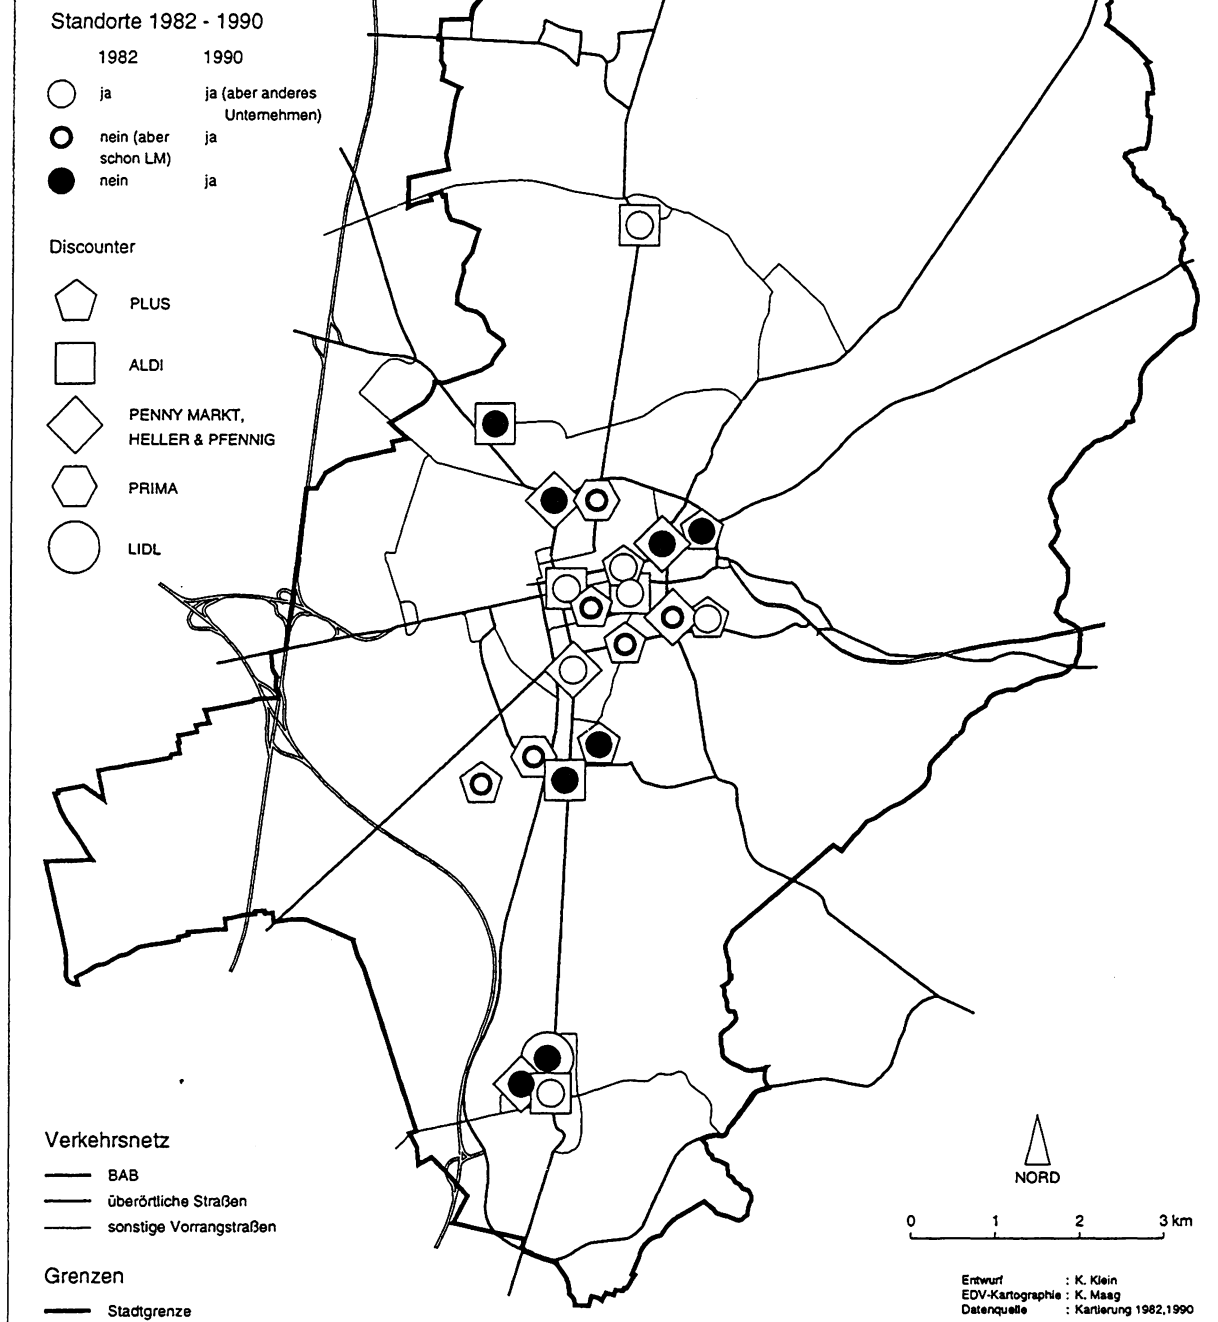 Standorte 1982 - 1990
1982 1990
ja ja (aber anderes
Unternehmen)
nein (aber ja
schon LM)
nein ja
Discounter
PLUS
ALDI
PENNY MARKT,
HELLER & PFENNIG
PRIMA
LIDL
Verkehrsnetz
BAB
überörtliche Straßen
sonstige Vorrangstraßen
Grenzen
Stadtgrenze
NORD
0 1 2 3 km
Entwurf : K. Klein
EDV-Kartographie : K. Maag
Datenquelle : Kartierung 1982,1990